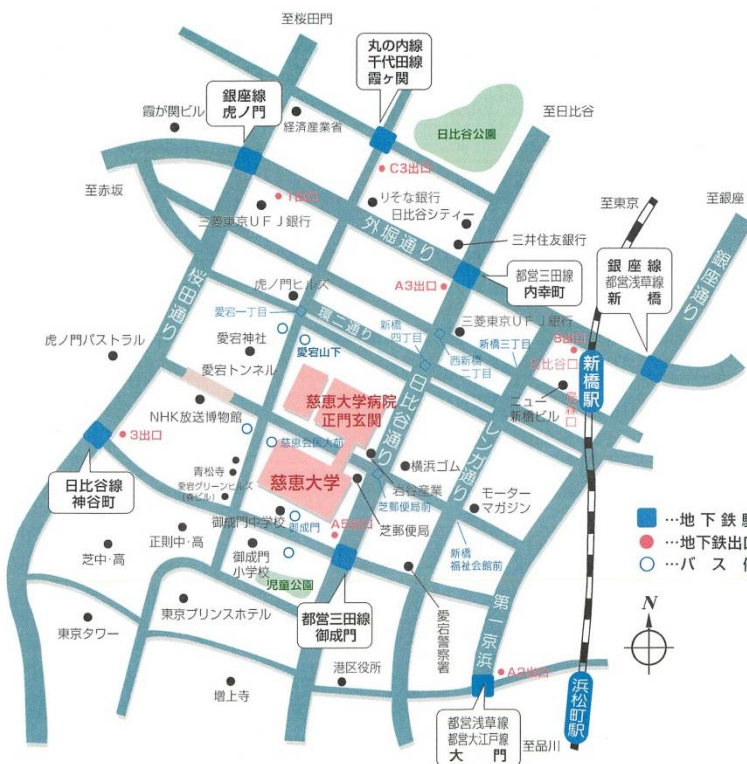 至桜田門
丸の内線
千代田線
霞ヶ関
銀座線
虎ノ門
霞が関ビル
経済産業省
日比谷公園
至日比谷
C3出口
至赤坂
1出口
りそな銀行
日比谷シティー
至東京
至銀座
三菱東京UFJ銀行
外堀通り
三井住友銀行
銀座通り
桜田通り
虎ノ門ヒルズ
A3出口
都営三田線
内幸町
銀座線
都営浅草線
新橋
愛宕一丁目
環二通り
新橋
四丁目
三菱東京UFJ銀行
虎ノ門パストラル
愛宕神社
愛宕山下
西新橋
二丁目
新橋三丁目
日比谷口
新橋駅
愛宕トンネル
慈恵大学病院
正門玄関
日比谷通り
レンガ通り
ニュー
新橋ビル
烏森口
NHK放送博物館
3出口
慈恵会医大前
日比谷線
神谷町
青松寺
愛宕グリーンヒルズ
(森ビル)
慈恵大学
横浜ゴム
岩谷産業
芝郵便局前
モーター
マガジン
御成門中学校
御成門
A5出口
芝郵便局
…地下鉄駅
…地下鉄出口
芝中・高
正則中・高
御成門
小学校
新橋
福祉会館前
児童公園
東京プリンスホテル
都営三田線
御成門
愛宕警察署
第一京浜
N
東京タワー
増上寺
港区役所
A3出口
浜松町駅
都営浅草線
都営大江戸線
大門
至品川